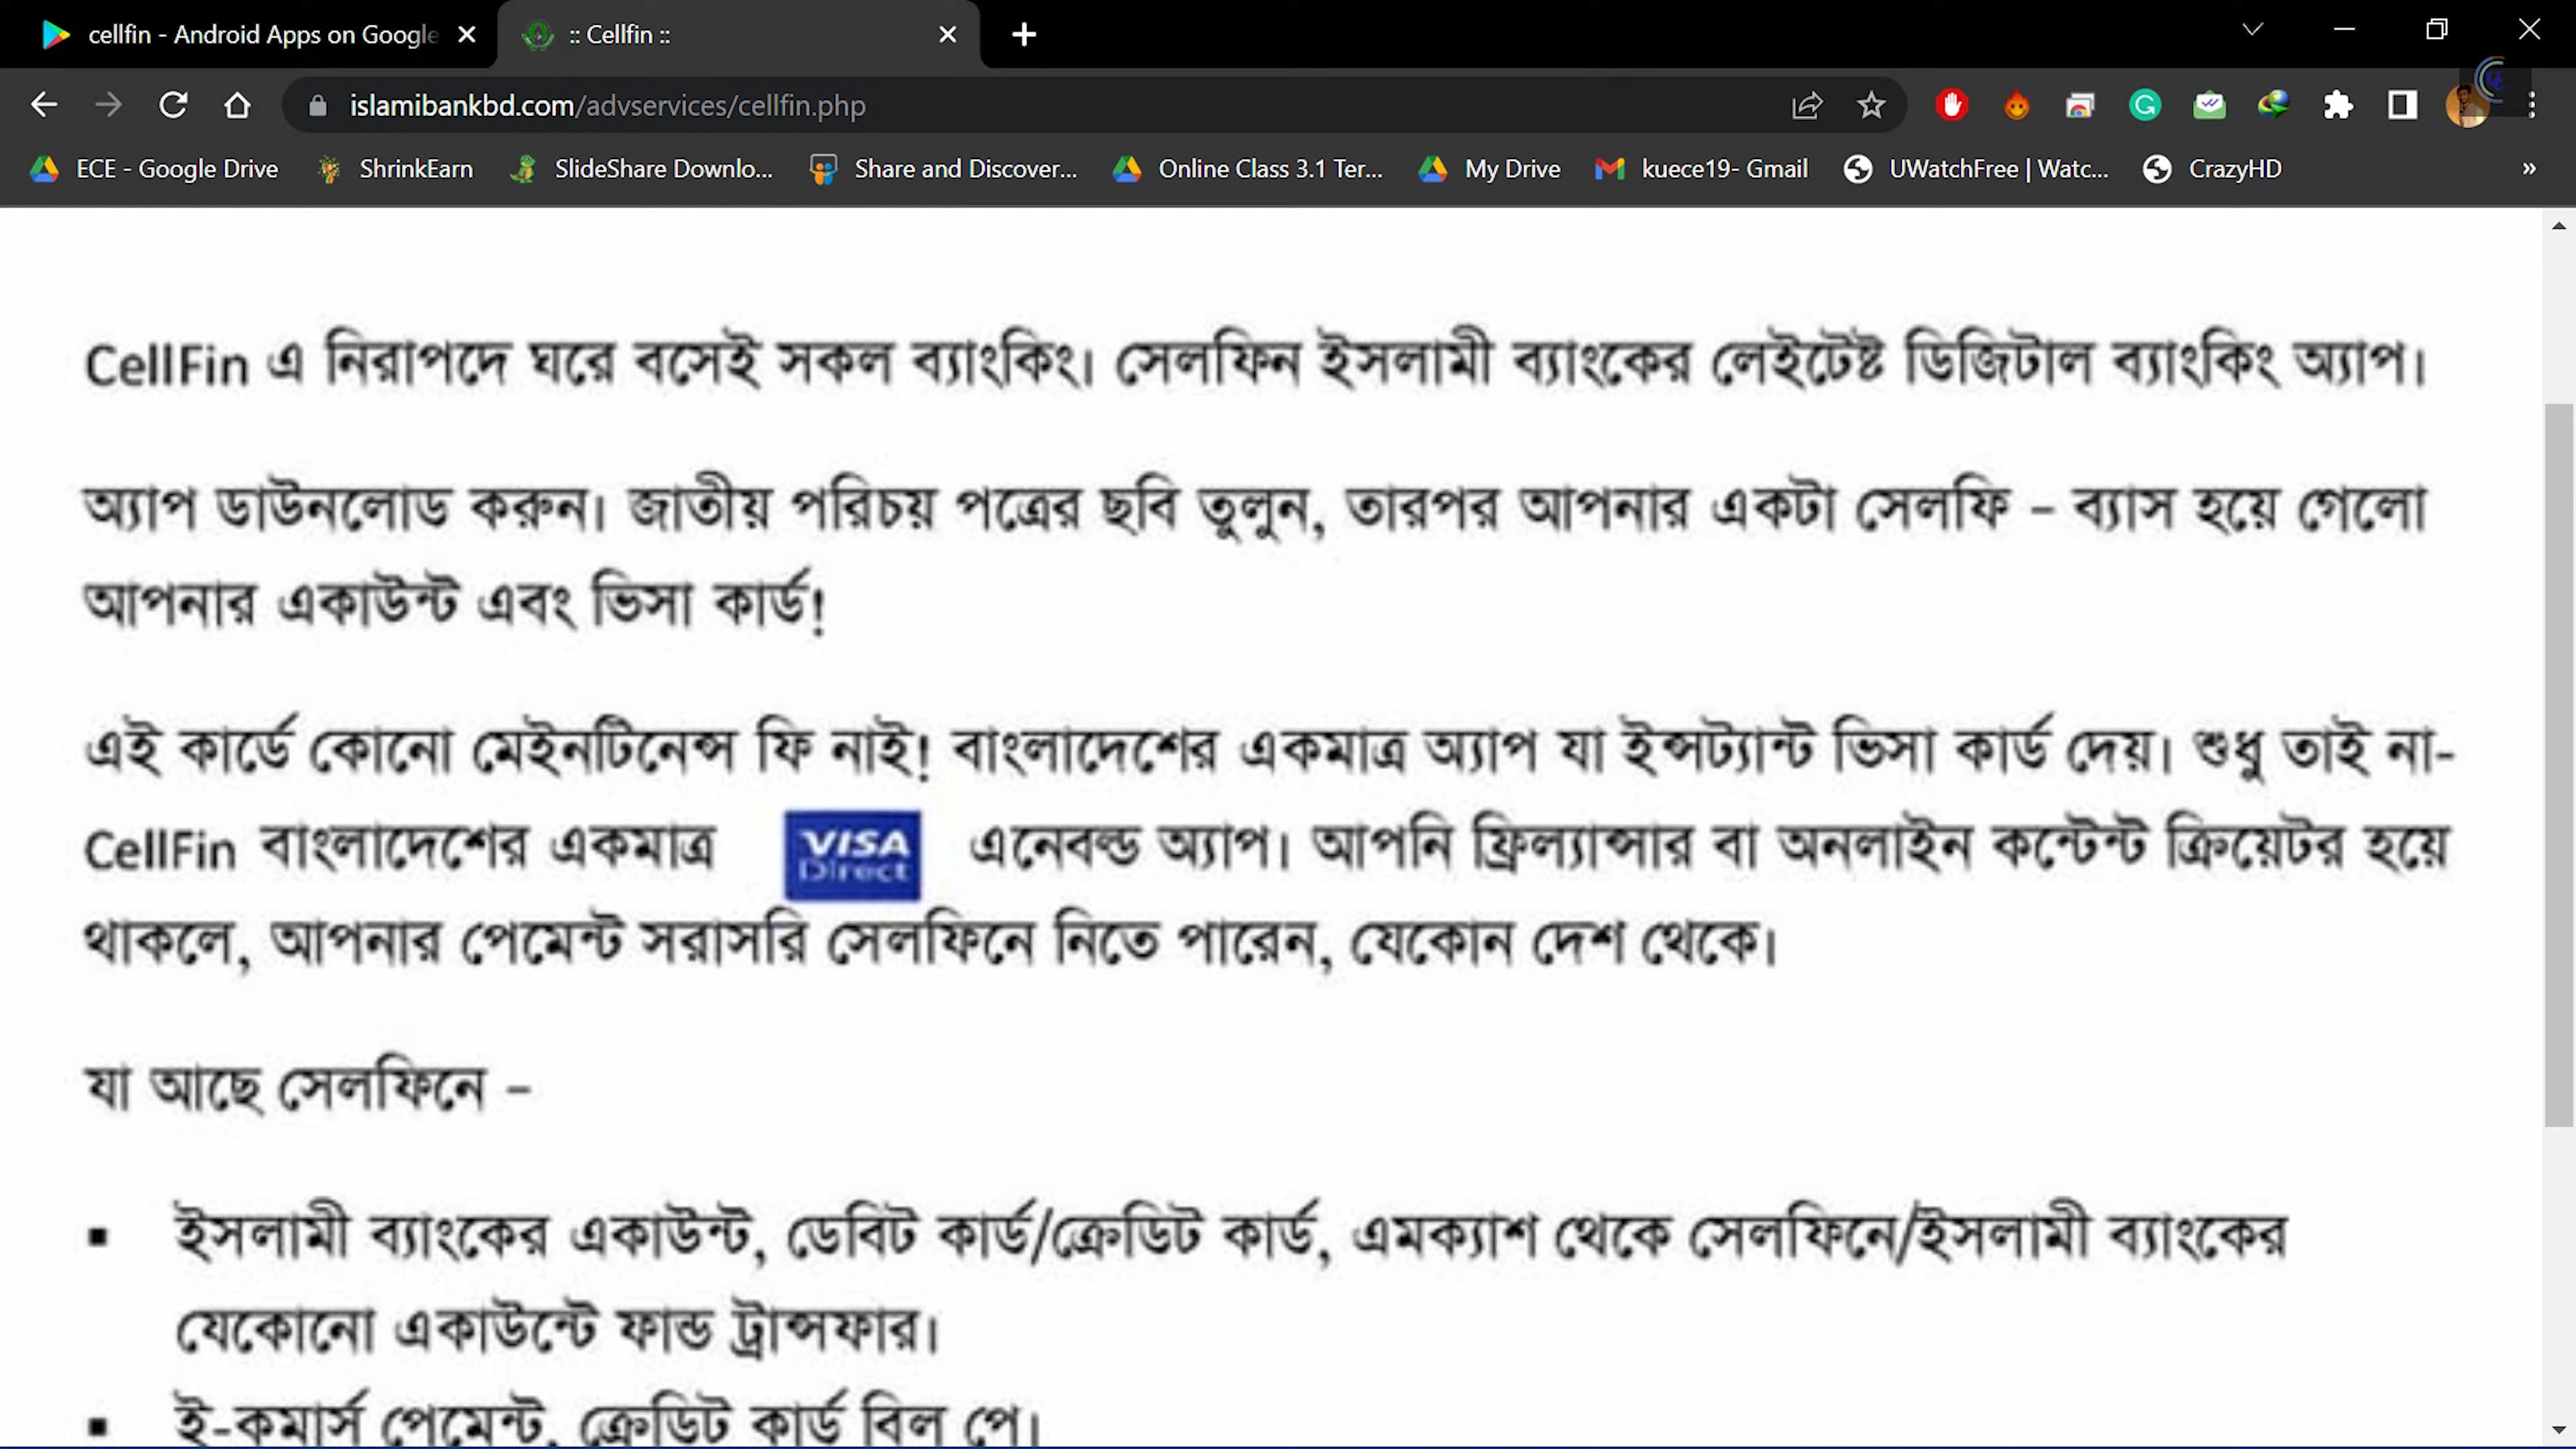 cellfin - Android Apps on Google
:: Cellfin ::
islamibankbd.com/advservices/cellfin.php
ECE - Google Drive ShrinkEarn SlideShare Downlo... Share and Discover... Online Class 3.1 Ter... My Drive kuece19- Gmail UWatchFree | Watc... CrazyHD »
CellFin এ নিরাপদে ঘরে বসেই সকল ব্যাংকিং। সেলফিন ইসলামী ব্যাংকের লেইটেষ্ট ডিজিটাল ব্যাংকিং অ্যাপ।
অ্যাপ ডাউনলোড করুন। জাতীয় পরিচয় পত্রের ছবি তুলুন, তারপর আপনার একটা সেলফি – ব্যাস হয়ে গেলো
আপনার একাউন্ট এবং ভিসা কার্ড!
এই কার্ডে কোনো মেইনটিনেন্স ফি নাই! বাংলাদেশের একমাত্র অ্যাপ যা ইন্সট্যান্ট ভিসা কার্ড দেয়। শুধু তাই না-
CellFin বাংলাদেশের একমাত্র VISA Direct এনেবল্ড অ্যাপ। আপনি ফ্রিল্যান্সার বা অনলাইন কন্টেন্ট ক্রিয়েটর হয়ে
থাকলে, আপনার পেমেন্ট সরাসরি সেলফিনে নিতে পারেন, যেকোন দেশ থেকে।
যা আছে সেলফিনে –
▪ ইসলামী ব্যাংকের একাউন্ট, ডেবিট কার্ড/ক্রেডিট কার্ড, এমক্যাশ থেকে সেলফিনে/ইসলামী ব্যাংকের
যেকোনো একাউন্টে ফান্ড ট্রান্সফার।
▪ ই-কমার্স পেমেন্ট, ক্রেডিট কার্ড বিল পে।